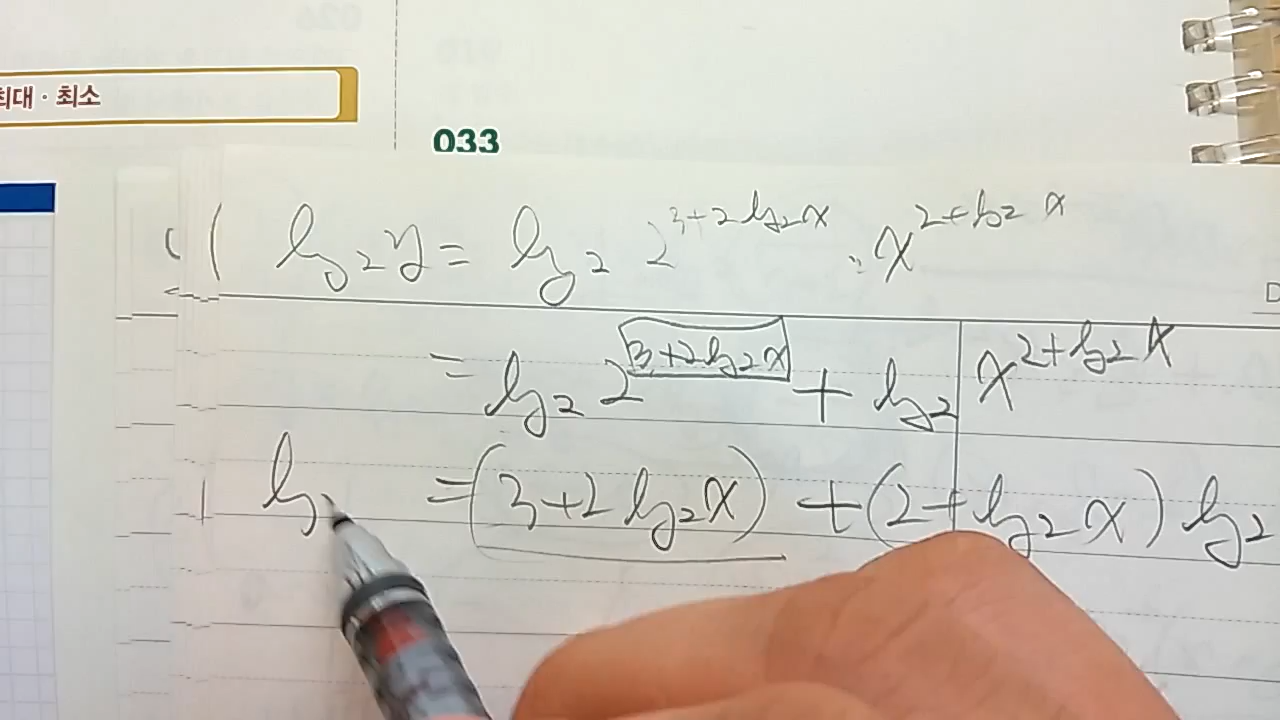 최대 · 최소
033
log₂y = log₂ 2^(3+2log₂x) · x^(2+log₂x)
= log₂ 2^(3+2log₂x) + log₂ x^(2+log₂x)
log₂ = (3+2log₂x) + (2+log₂x) log₂